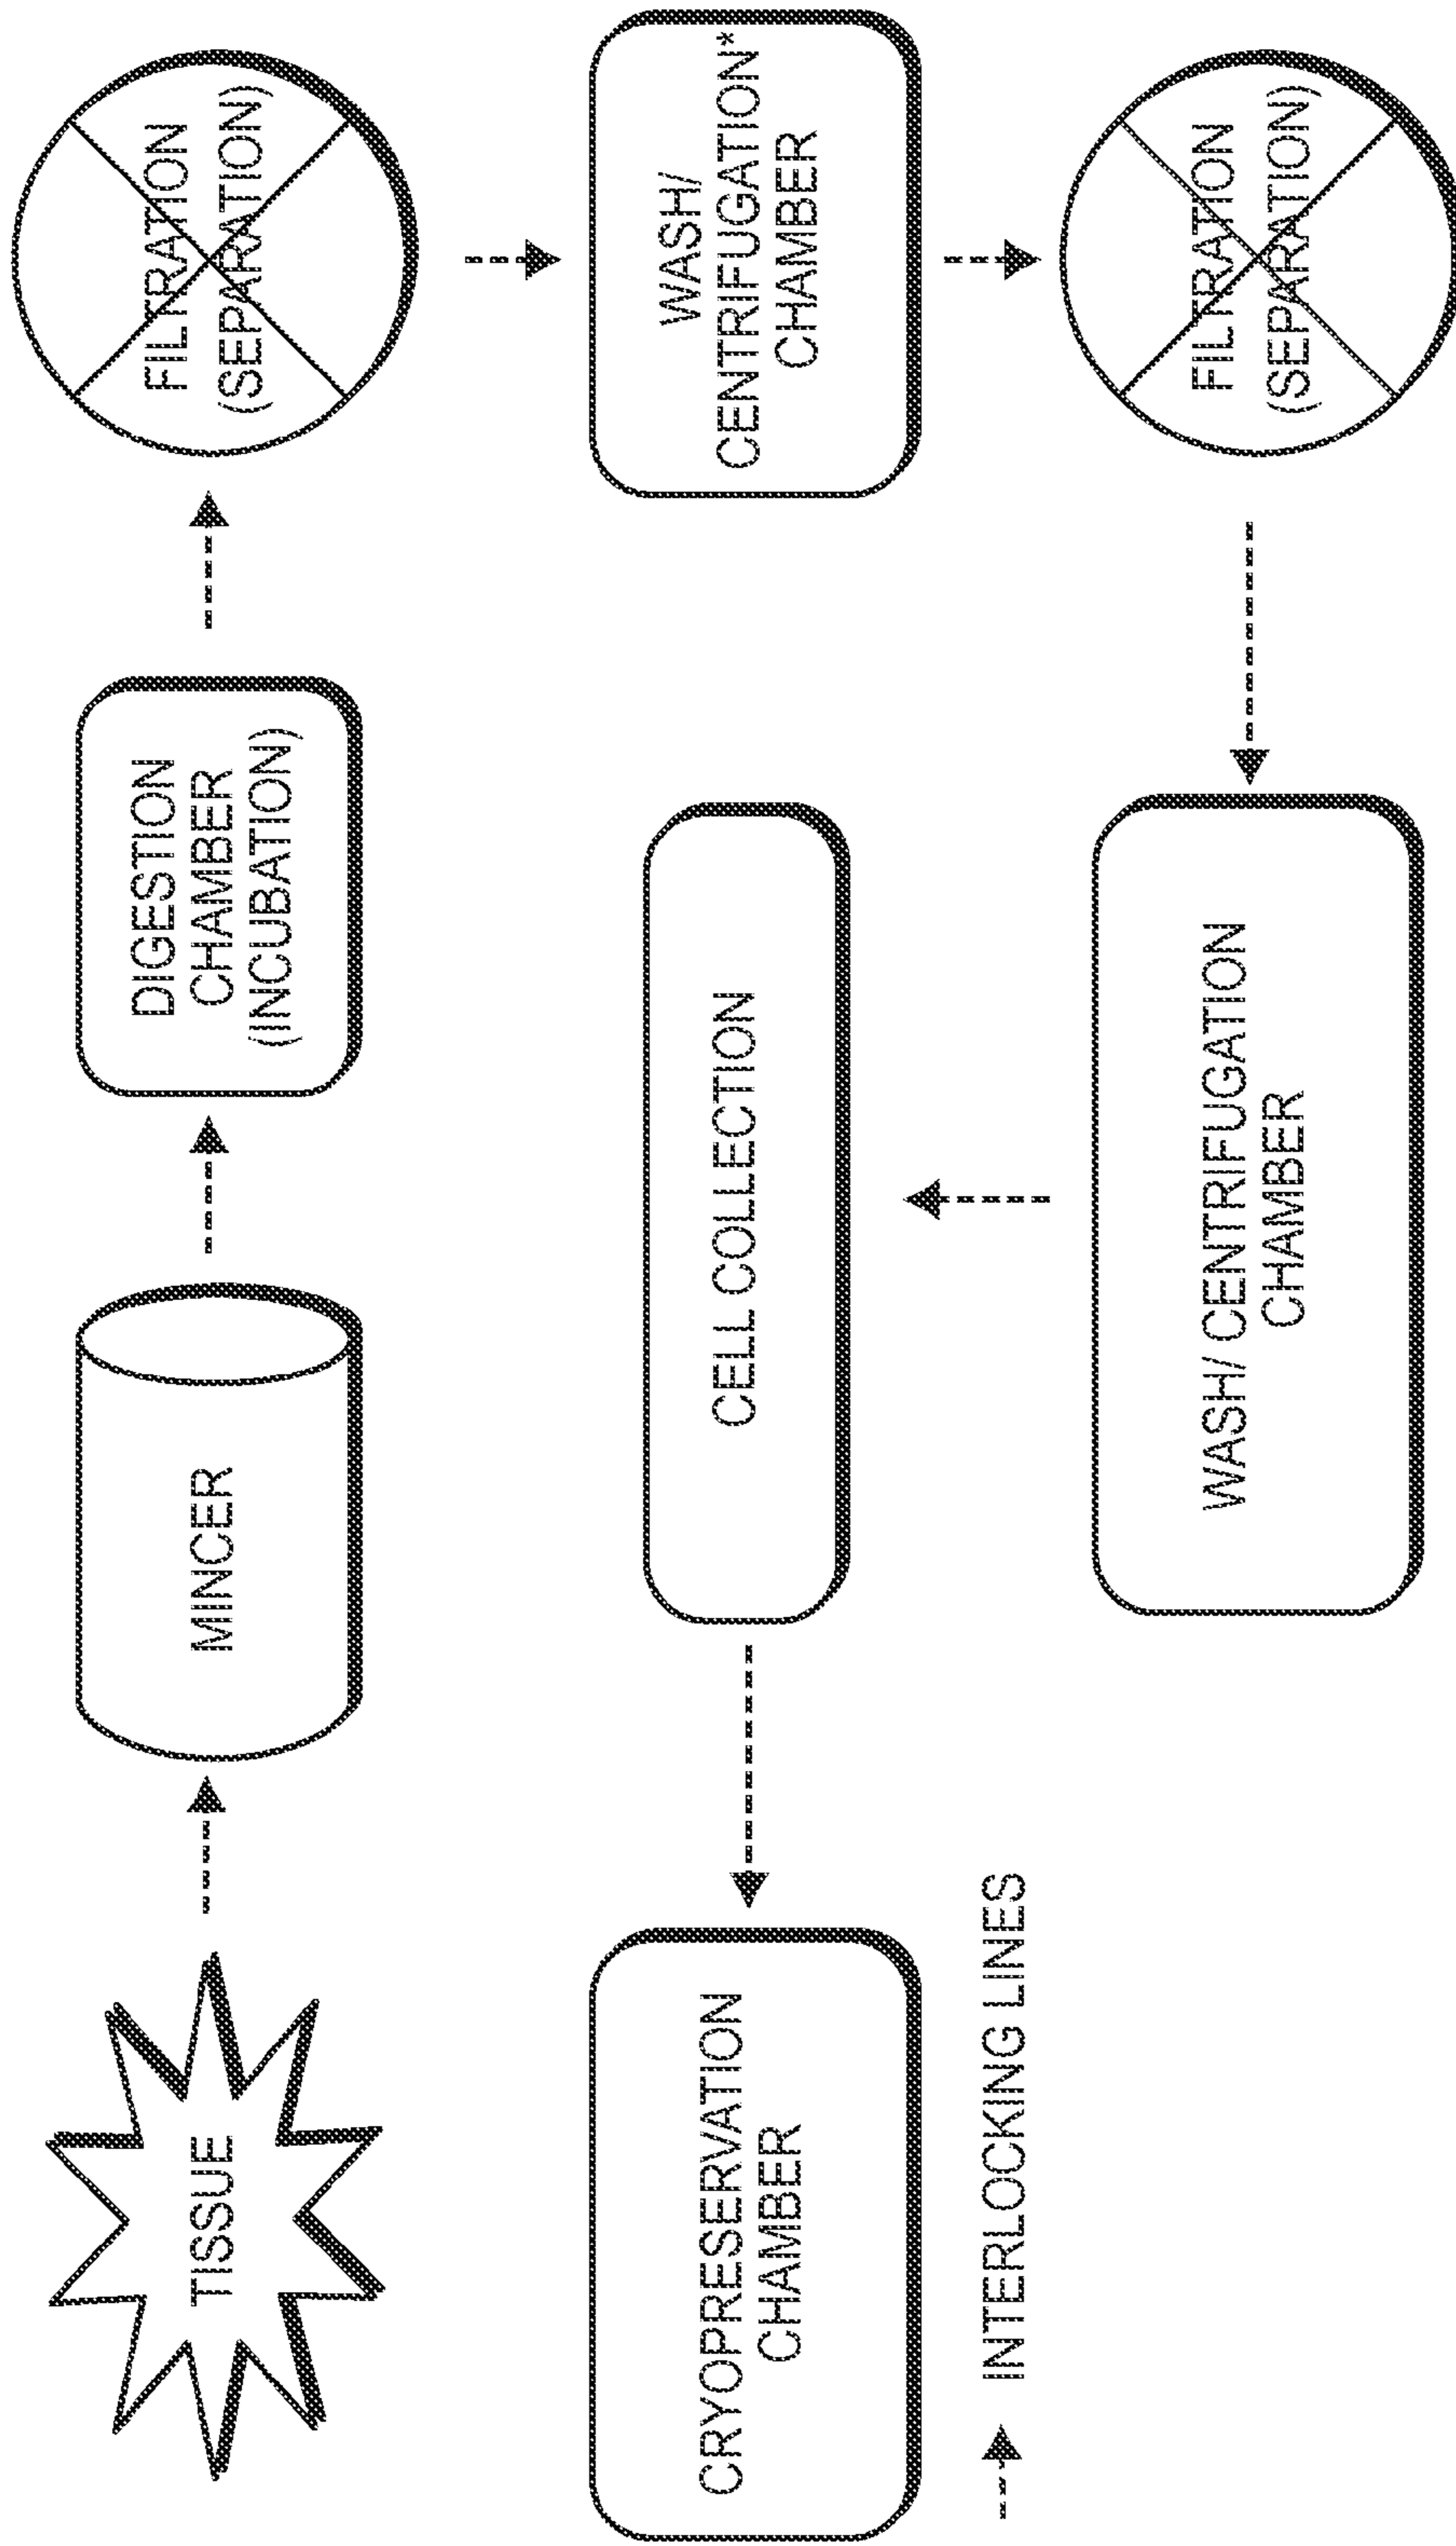 TISSUE
MINCER
DIGESTION
CHAMBER
(INCUBATION)
FILTRATION
(SEPARATION)
WASH/
CENTRIFUGATION*
CHAMBER
FILTRATION
(SEPARATION)
WASH/ CENTRIFUGATION
CHAMBER
CELL COLLECTION
CRYOPRESERVATION
CHAMBER
INTERLOCKING LINES